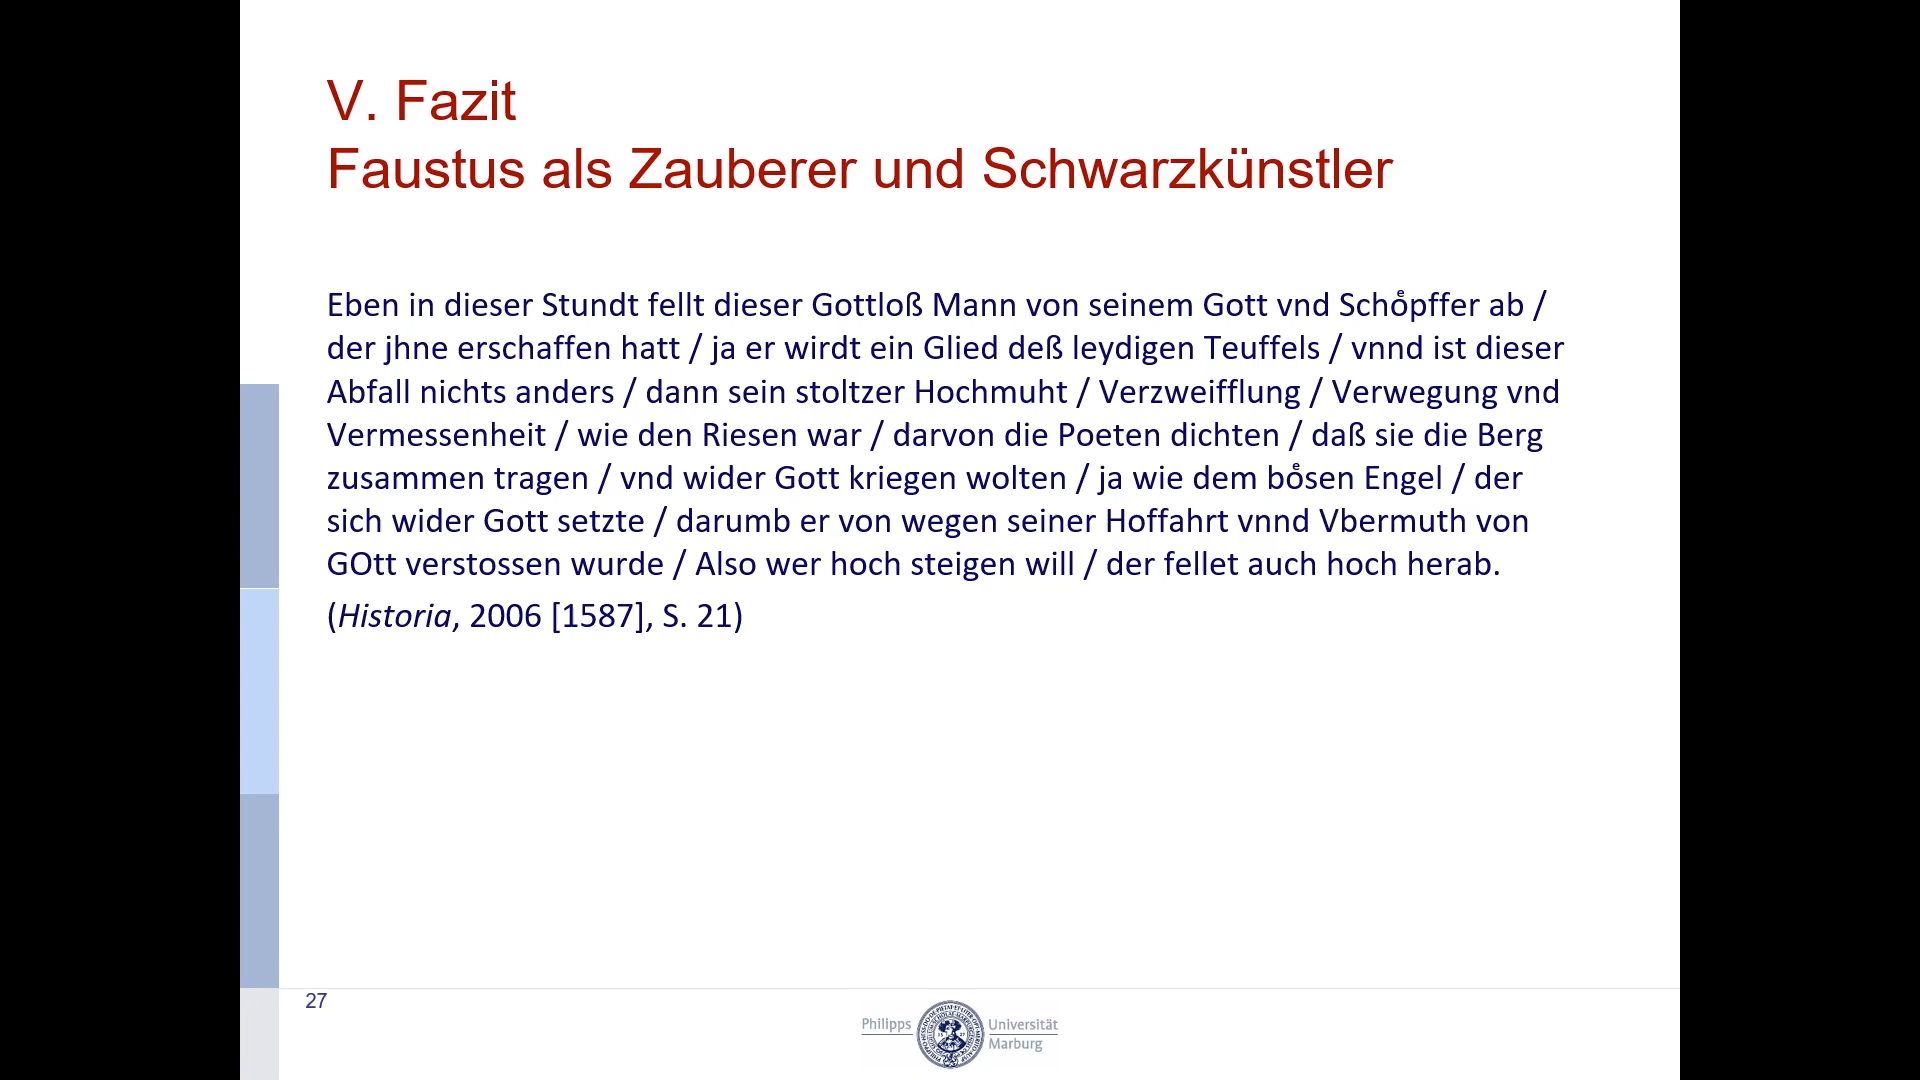 V. Fazit
Faustus als Zauberer und Schwarzkünstler
Eben in dieser Stundt fellt dieser Gottloß Mann von seinem Gott vnd Schoͤpffer ab /
der jhne erschaffen hatt / ja er wirdt ein Glied deß leydigen Teuffels / vnnd ist dieser
Abfall nichts anders / dann sein stoltzer Hochmuht / Verzweifflung / Verwegung vnd
Vermessenheit / wie den Riesen war / darvon die Poeten dichten / daß sie die Berg
zusammen tragen / vnd wider Gott kriegen wolten / ja wie dem boͤsen Engel / der
sich wider Gott setzte / darumb er von wegen seiner Hoffahrt vnnd Vbermuth von
GOtt verstossen wurde / Also wer hoch steigen will / der fellet auch hoch herab.
(Historia, 2006 [1587], S. 21)
27
Philipps
Universität
Marburg